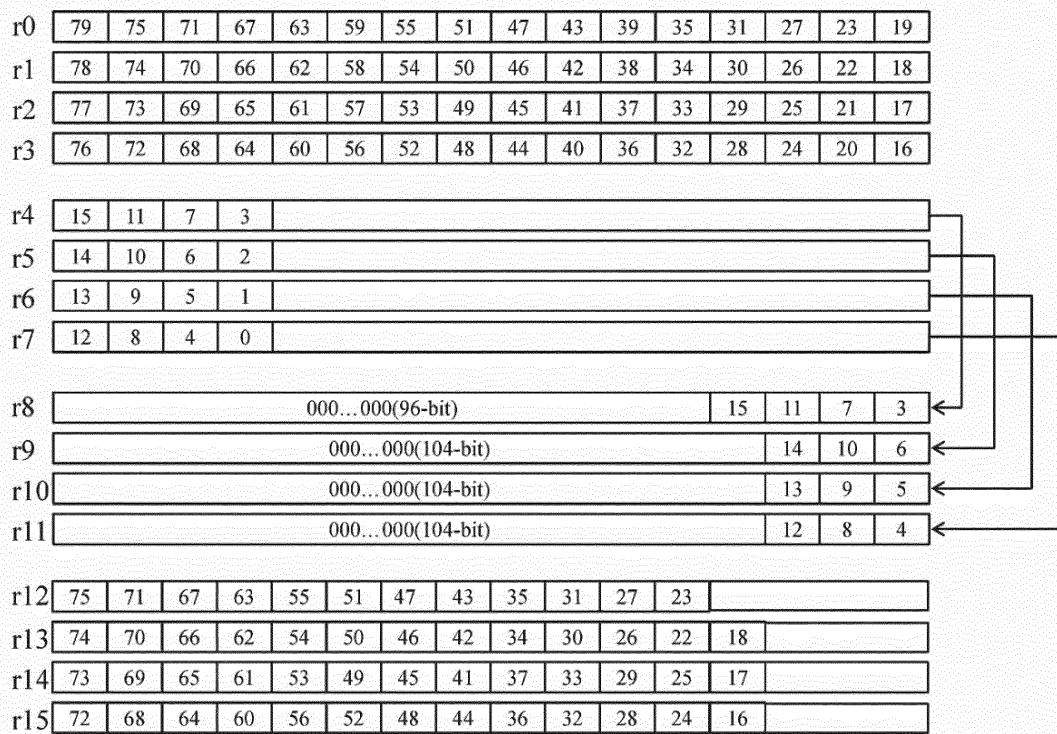 r0 79 75 71 67 63 59 55 51 47 43 39 35 31 27 23 19
r1 78 74 70 66 62 58 54 50 46 42 38 34 30 26 22 18
r2 77 73 69 65 61 57 53 49 45 41 37 33 29 25 21 17
r3 76 72 68 64 60 56 52 48 44 40 36 32 28 24 20 16
r4 15 11 7 3
r5 14 10 6 2
r6 13 9 5 1
r7 12 8 4 0
r8 000...000(96-bit) 15 11 7 3
r9 000...000(104-bit) 14 10 6
r10 000...000(104-bit) 13 9 5
r11 000...000(104-bit) 12 8 4
r12 75 71 67 63 55 51 47 43 35 31 27 23
r13 74 70 66 62 54 50 46 42 34 30 26 22 18
r14 73 69 65 61 53 49 45 41 37 33 29 25 17
r15 72 68 64 60 56 52 48 44 36 32 28 24 16